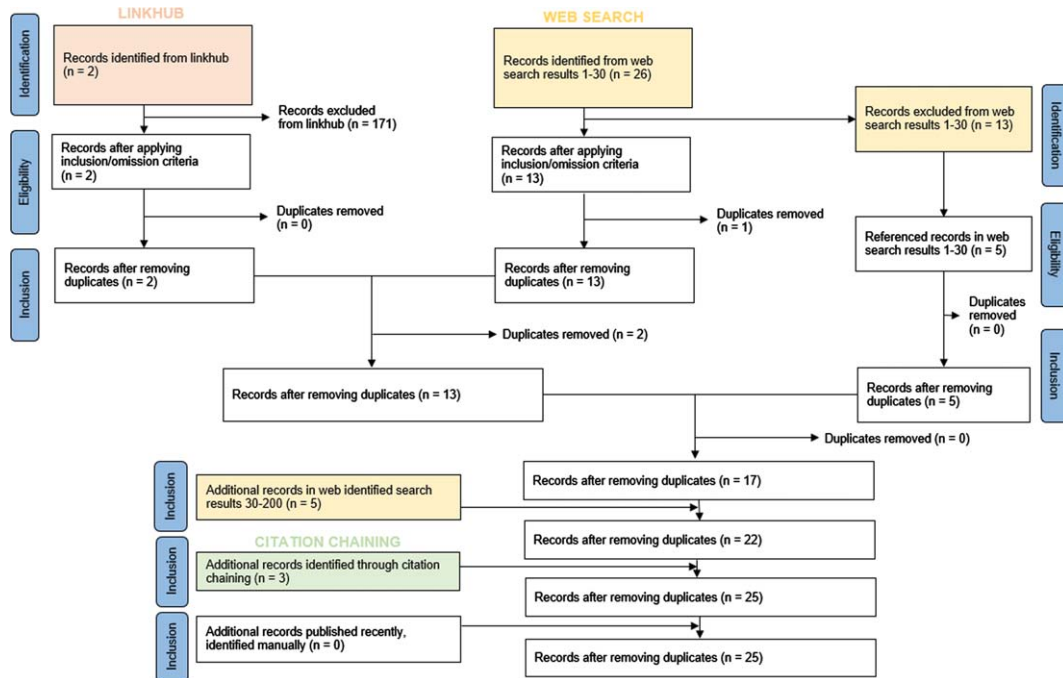 LINKHUB
WEB SEARCH
Identification
Records identified from linkhub
(n = 2)
Records identified from web
search results 1-30 (n = 26)
Records excluded
from linkhub (n = 171)
Records excluded from web
search results 1-30 (n = 13)
Identification
Eligibility
Records after applying
inclusion/omission criteria
(n = 2)
Records after applying
inclusion/omission criteria
(n = 13)
Duplicates removed
(n = 0)
Duplicates removed
(n = 1)
Referenced records in web
search results 1-30 (n = 5)
Eligibility
Inclusion
Records after removing
duplicates (n = 2)
Records after removing
duplicates (n = 13)
Duplicates
removed
(n = 0)
Duplicates removed (n = 2)
Records after removing duplicates (n = 13)
Records after removing
duplicates (n = 5)
Inclusion
Duplicates removed (n = 0)
Inclusion
Additional records in web identified search
results 30-200 (n = 5)
Records after removing duplicates (n = 17)
Records after removing duplicates (n = 22)
CITATION CHAINING
Inclusion
Additional records identified through citation
chaining (n = 3)
Records after removing duplicates (n = 25)
Inclusion
Additional records published recently,
identified manually (n = 0)
Records after removing duplicates (n = 25)